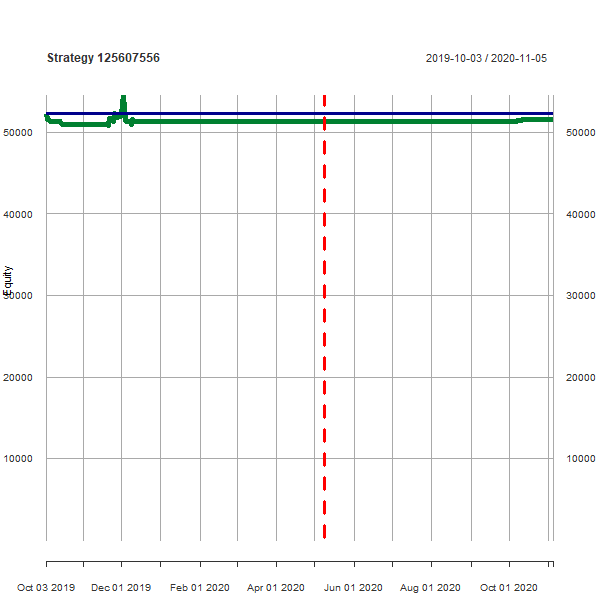 Strategy 125607556
2019-10-03 / 2020-11-05
50000 50000
40000 40000
Equity
30000 30000
20000 20000
10000 10000
Oct 03 2019 Dec 01 2019 Feb 01 2020 Apr 01 2020 Jun 01 2020 Aug 01 2020 Oct 01 2020